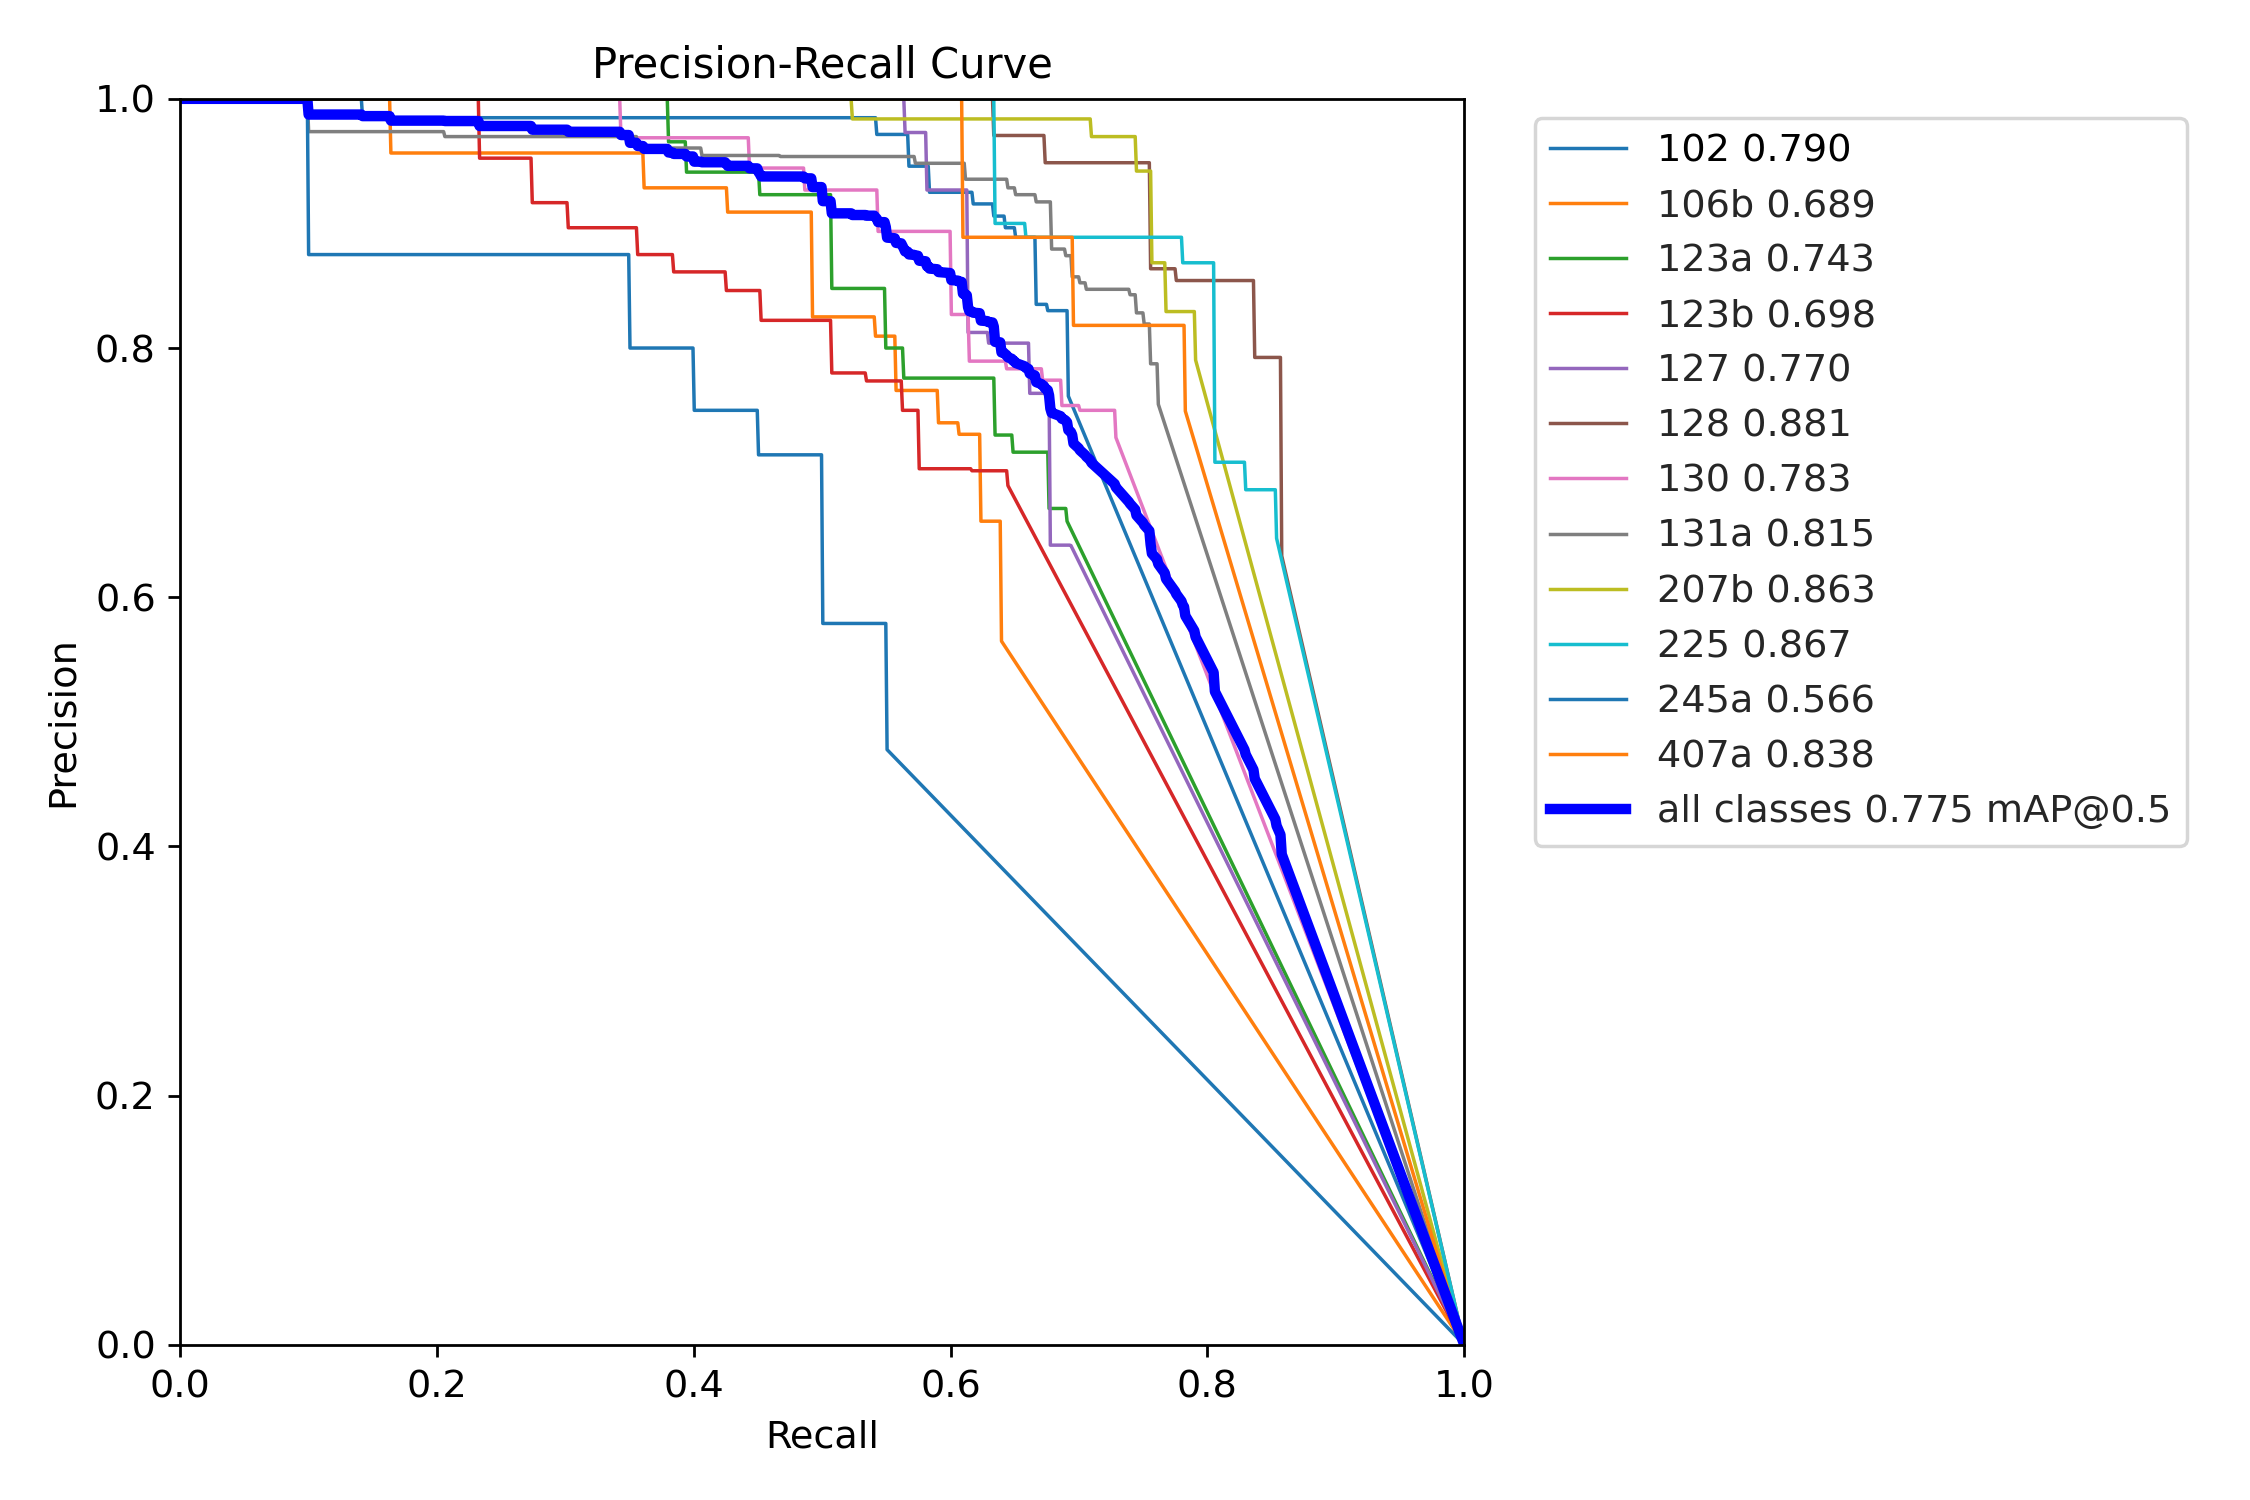 Precision-Recall Curve
1.0
0.8
0.6
0.4
0.2
0.0
Precision
0.0 0.2 0.4 0.6 0.8 1.0
Recall
102 0.790
106b 0.689
123a 0.743
123b 0.698
127 0.770
128 0.881
130 0.783
131a 0.815
207b 0.863
225 0.867
245a 0.566
407a 0.838
all classes 0.775 mAP@0.5